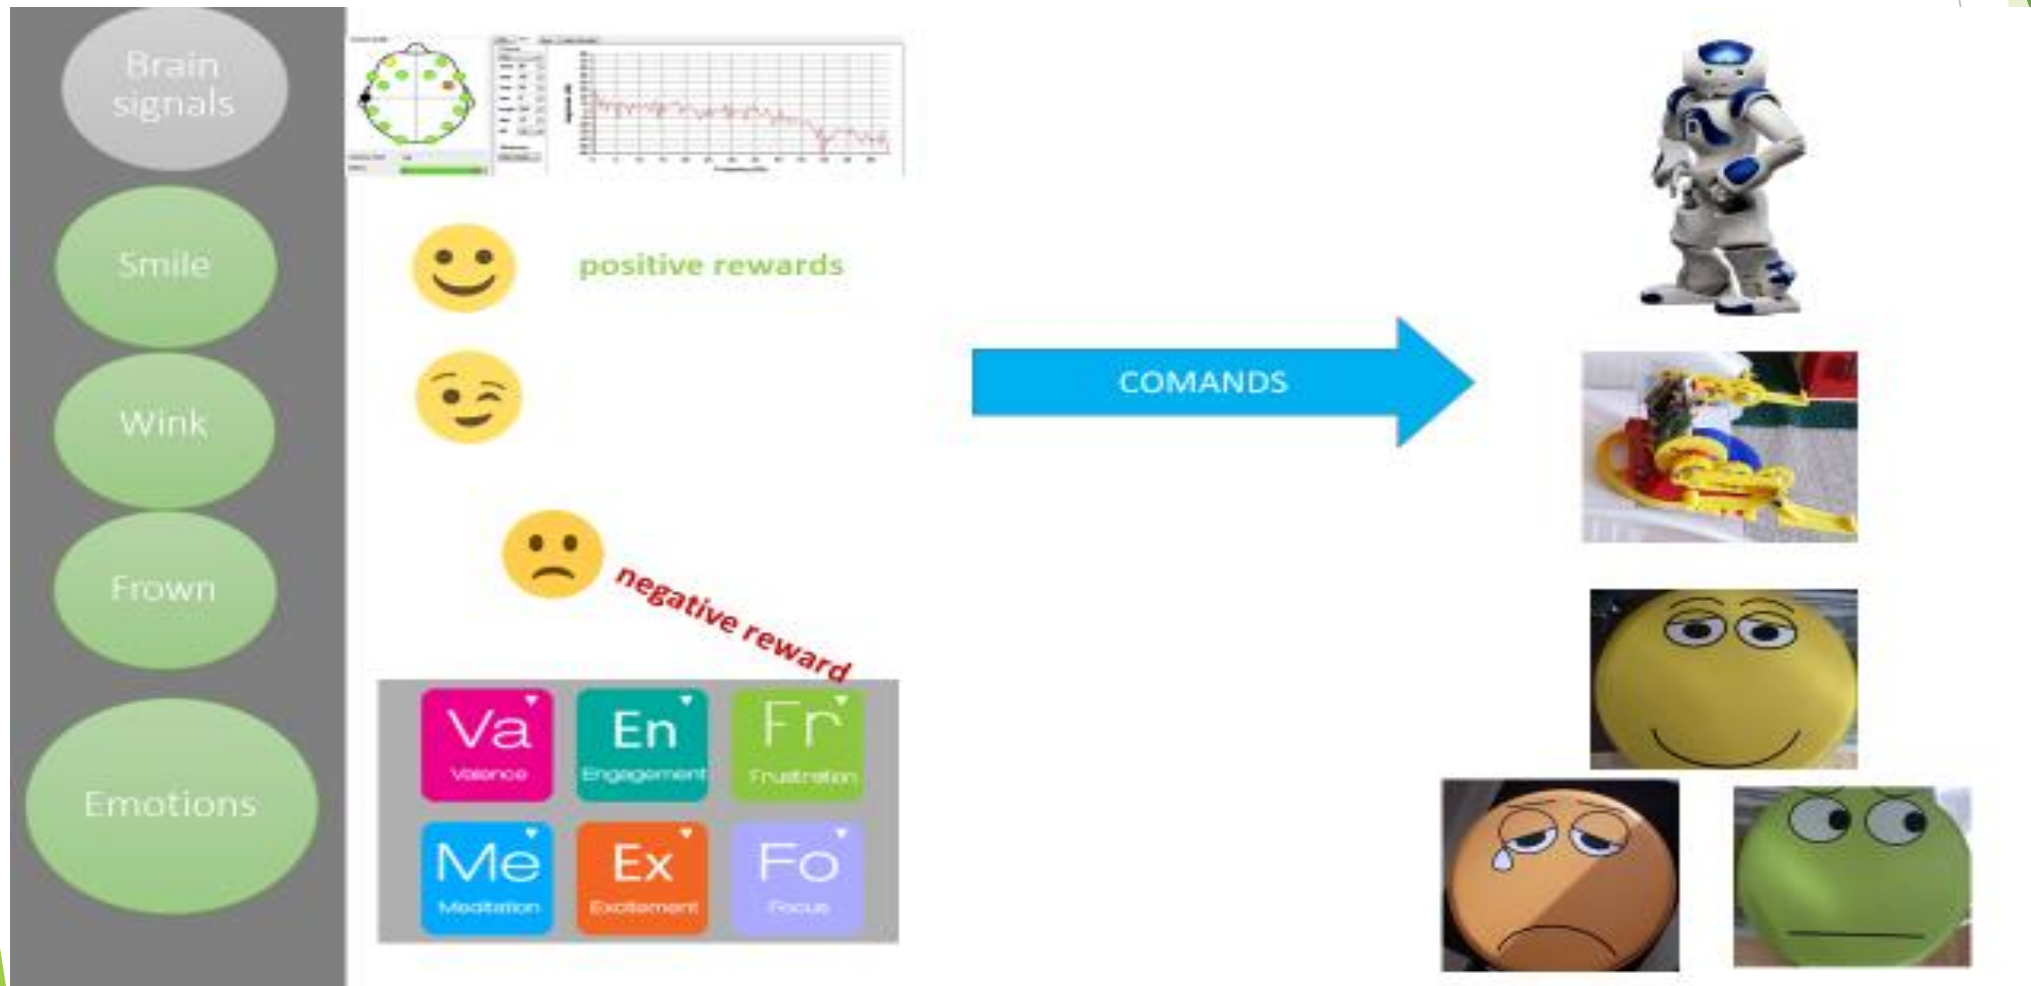 Brain
signals
Smile
positive rewards
Wink
COMANDS
Frown
negative reward
Va
Valence
En
Engagement
Fr
Frustration
Emotions
Me
Meditation
Ex
Excitement
Fo
Focus